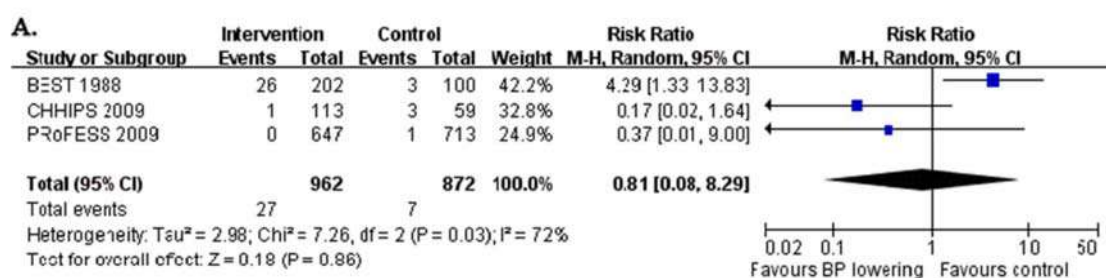 A.
Intervention Control Risk Ratio Risk Ratio
Study or Subgroup Events Total Events Total Weight M-H, Random, 95% CI M-H, Random, 95% CI
BEST 1988 26 202 3 100 42.2% 4.29 [1.33 13.83]
CHHIPS 2009 1 113 3 59 32.8% 0.17 [0.02, 1.64]
PRoFESS 2009 0 647 1 713 24.9% 0.37 [0.01, 9.00]
Total (95% CI) 962 872 100.0% 0.81 [0.08, 8.29]
Total events 27 7
Heterogeneity: Tau² = 2.98; Chi² = 7.26, df = 2 (P = 0.03); I² = 72%
Test for overall effect: Z = 0.18 (P = 0.86)
0.02 0.1 1 10 50
Favours BP lowering Favours control